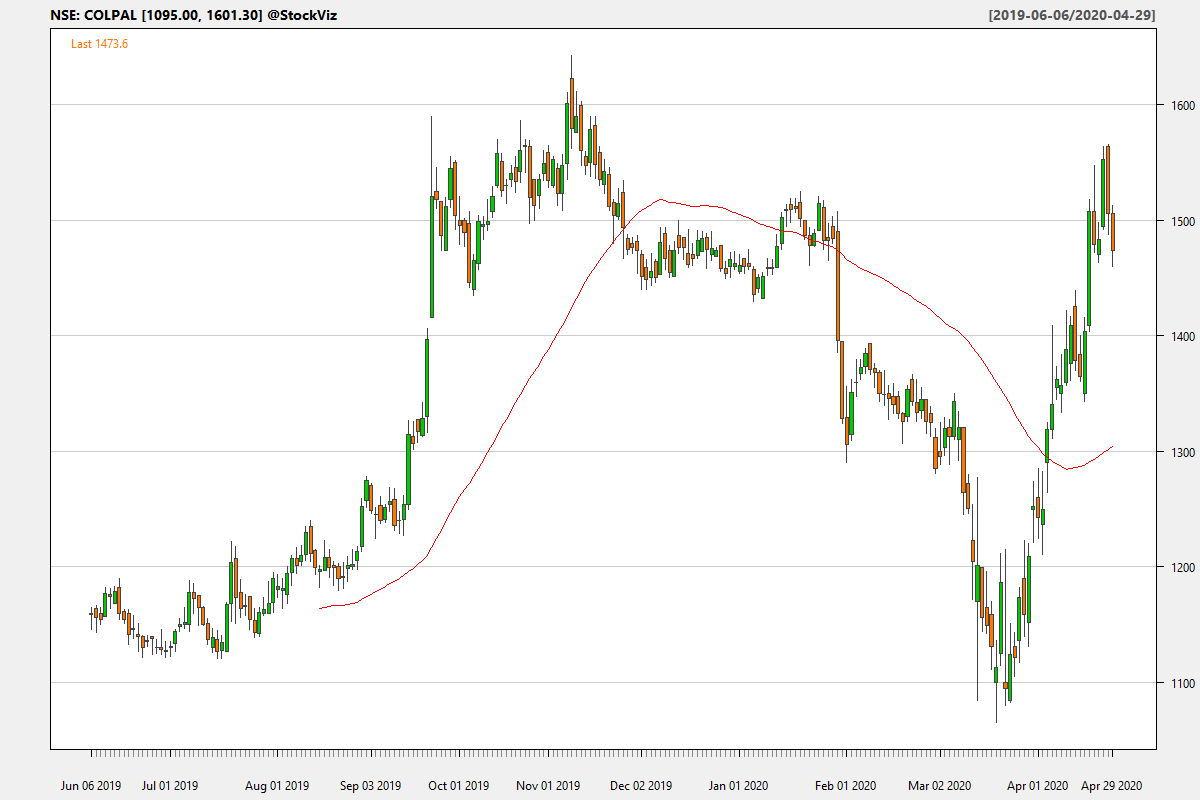 NSE: COLPAL [1095.00, 1601.30] @StockViz [2019-06-06/2020-04-29]
Last 1473.6
1600
1500
1400
1300
1200
1100
Jun 06 2019 Jul 01 2019 Aug 01 2019 Sep 03 2019 Oct 01 2019 Nov 01 2019 Dec 02 2019 Jan 01 2020 Feb 01 2020 Mar 02 2020 Apr 01 2020 Apr 29 2020